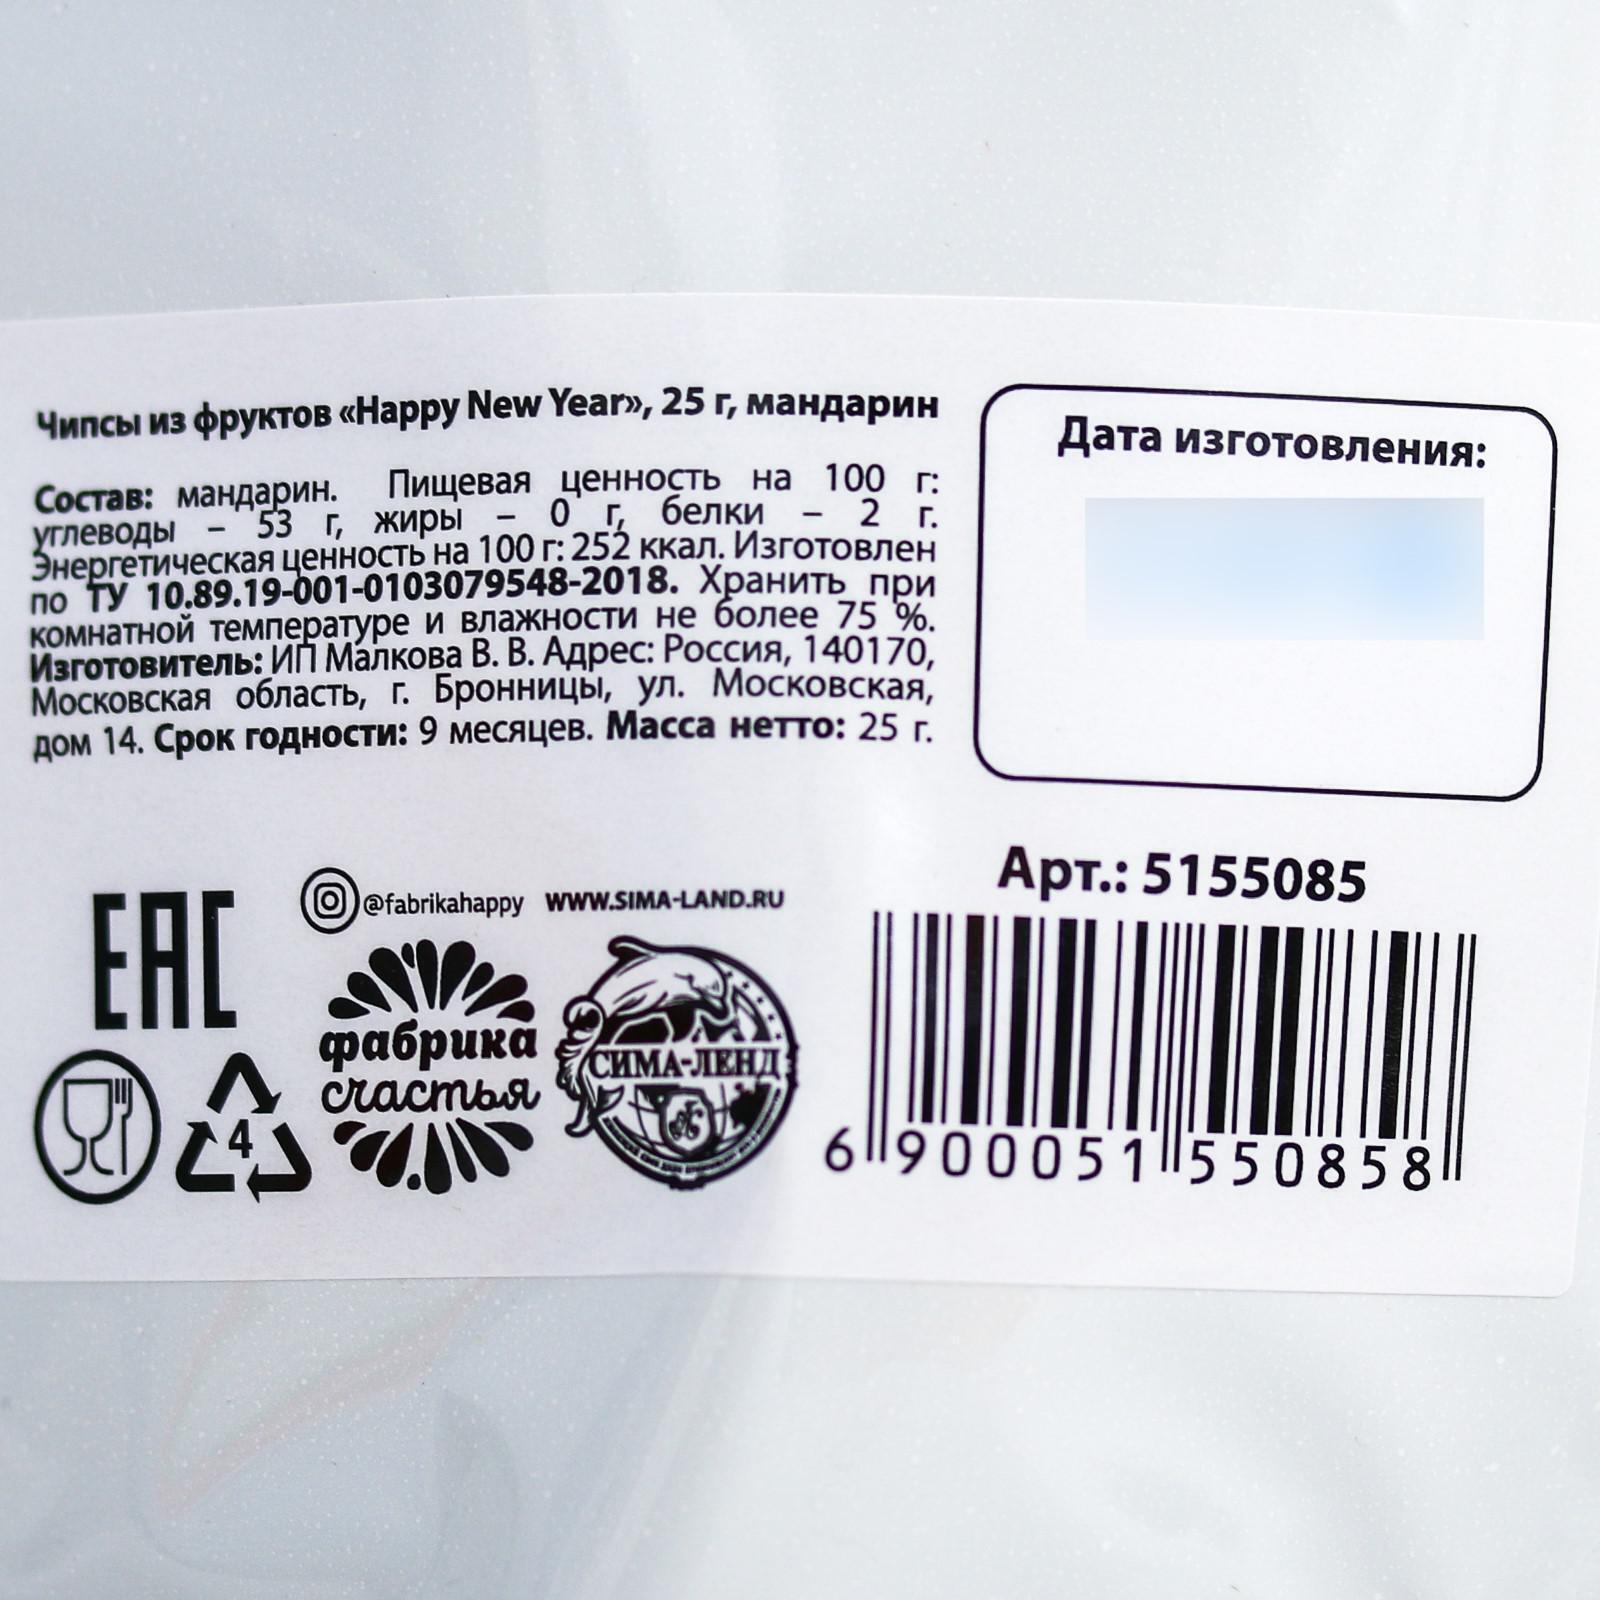 Чипсы из фруктов «Happy New Year», 25 г, мандарин
Состав: мандарин. Пищевая ценность на 100 г:
углеводы – 53 г, жиры – 0 г, белки – 2 г.
Энергетическая ценность на 100 г: 252 ккал. Изготовлен
по ТУ 10.89.19-001-0103079548-2018. Хранить при
комнатной температуре и влажности не более 75 %.
Изготовитель: ИП Малкова В. В. Адрес: Россия, 140170,
Московская область, г. Бронницы, ул. Московская,
дом 14. Срок годности: 9 месяцев. Масса нетто: 25 г.
Дата изготовления:
EAC
@fabrikahappy
WWW.SIMA-LAND.RU
4
фабрика
счастья
СИМА-ЛЕНД
Арт.: 5155085
6 900051 550858